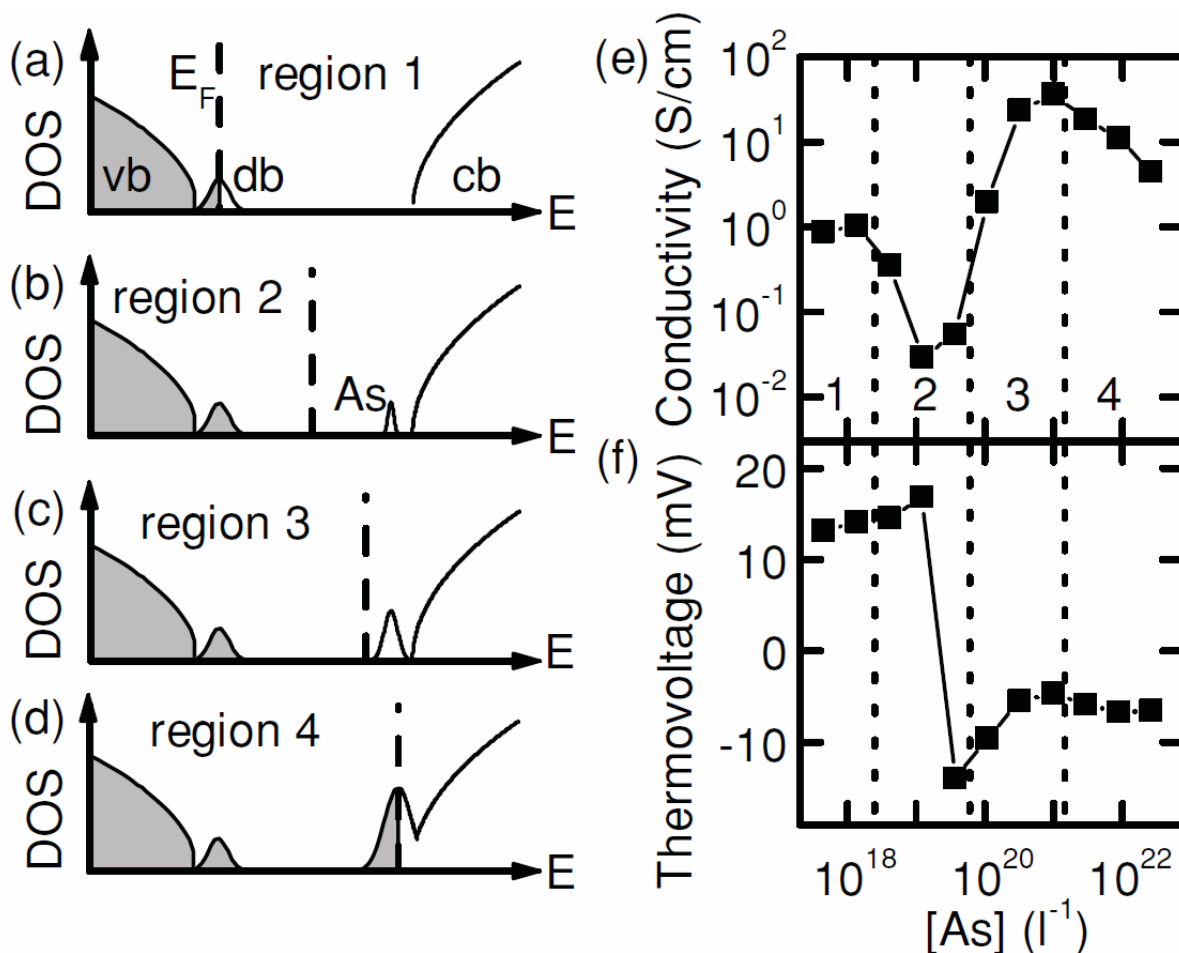 (a)
DOS
E_F
region 1
vb
db
cb
E
(b)
DOS
region 2
As
E
(c)
DOS
region 3
E
(d)
DOS
region 4
E
(e)
Conductivity (S/cm)
10^2
10^1
10^0
10^-1
10^-2
1 2 3 4
(f)
Thermovoltage (mV)
20
10
0
-10
10^18 10^20 10^22
[As] (l^-1)